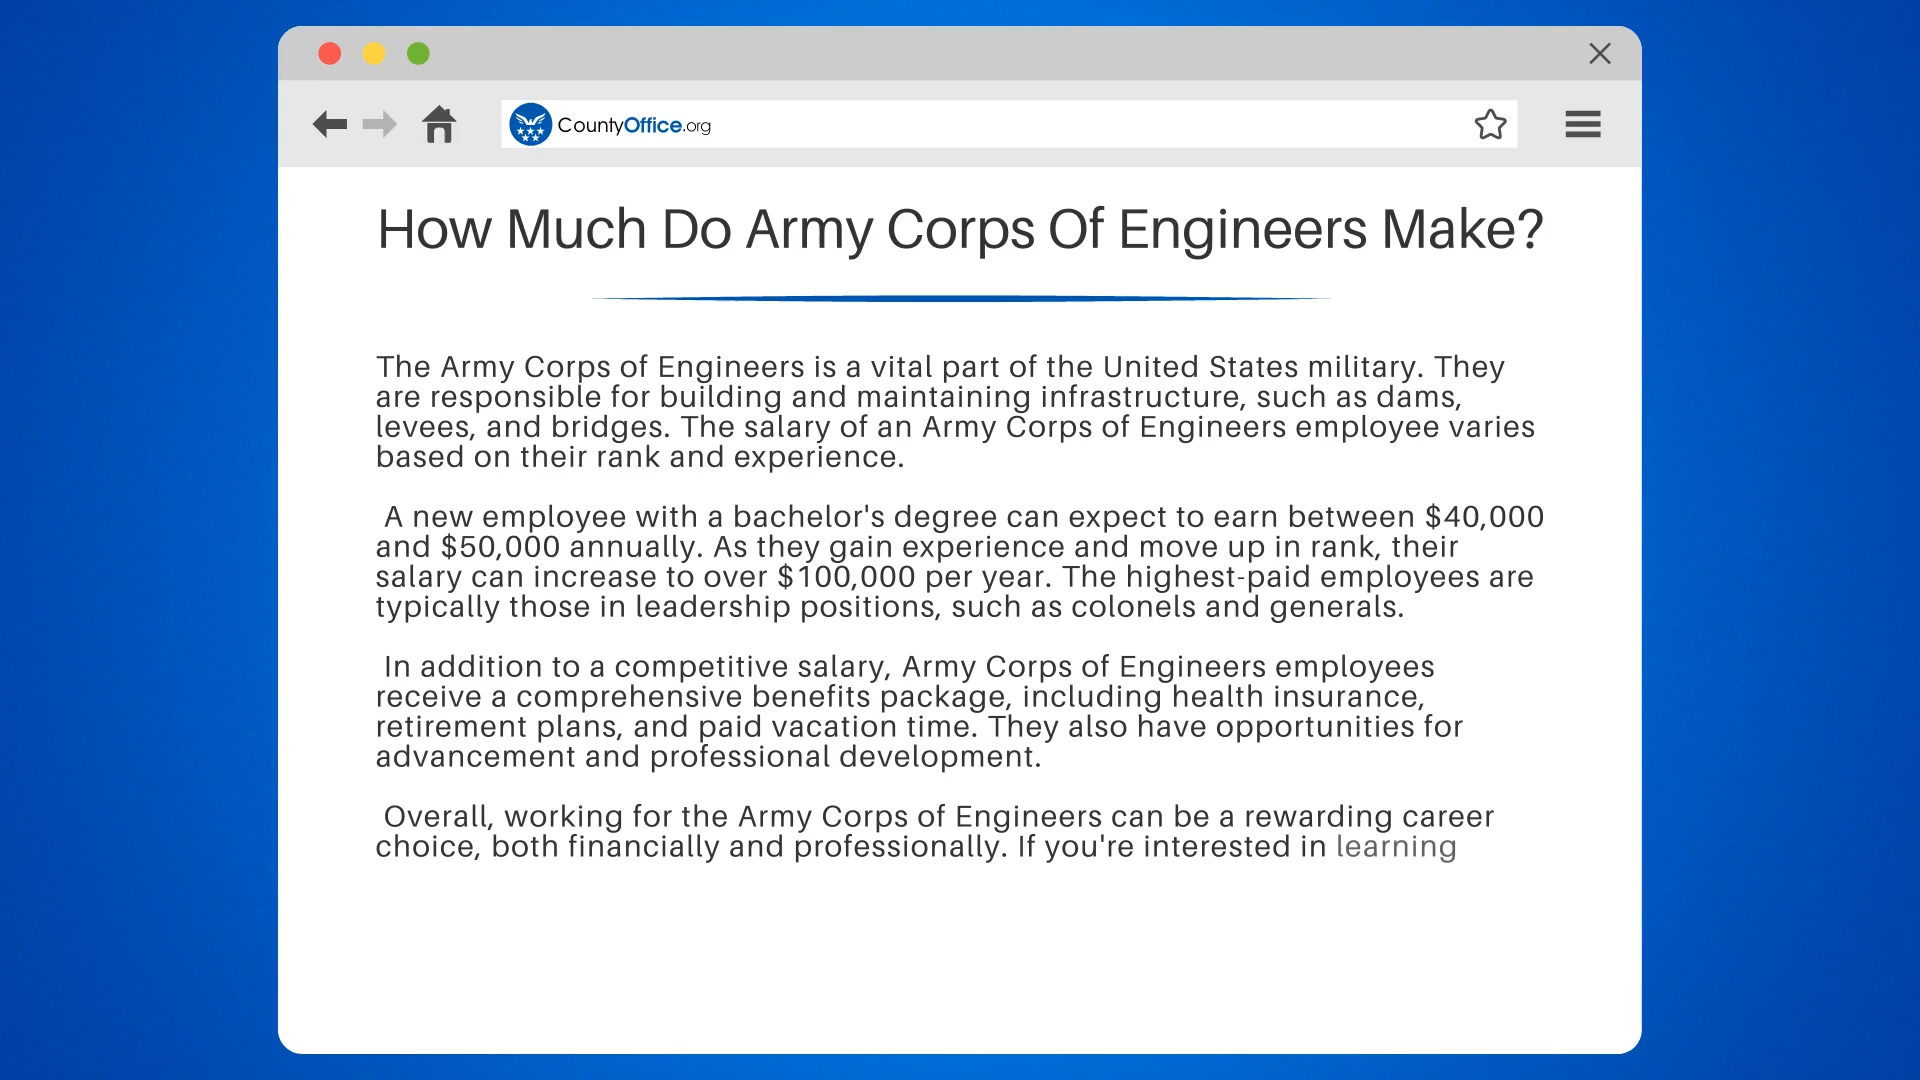 CountyOffice.org
How Much Do Army Corps Of Engineers Make?
The Army Corps of Engineers is a vital part of the United States military. They
are responsible for building and maintaining infrastructure, such as dams,
levees, and bridges. The salary of an Army Corps of Engineers employee varies
based on their rank and experience.
A new employee with a bachelor's degree can expect to earn between $40,000
and $50,000 annually. As they gain experience and move up in rank, their
salary can increase to over $100,000 per year. The highest-paid employees are
typically those in leadership positions, such as colonels and generals.
In addition to a competitive salary, Army Corps of Engineers employees
receive a comprehensive benefits package, including health insurance,
retirement plans, and paid vacation time. They also have opportunities for
advancement and professional development.
Overall, working for the Army Corps of Engineers can be a rewarding career
choice, both financially and professionally. If you're interested in learning